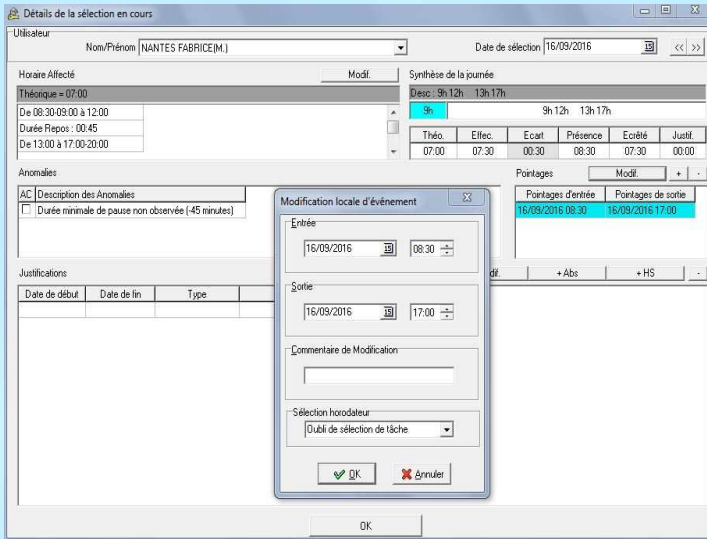 Détails de la sélection en cours
Utilisateur
Nom/Prénom NANTES FABRICE(M.) Date de sélection 16/09/2016 15 << >>
Horaire Affecté Modif. Synthèse de la journée
Théorique = 07:00 Desc : 9h 12h 13h 17h
De 08:30-09:00 à 12:00 9h 9h 12h 13h 17h
Durée Repos : 00:45
De 13:00 à 17:00-20:00
Théo. Effec. Ecart Présence Ecrêté Justif.
07:00 07:30 00:30 08:30 07:30 00:00
Anomalies Pointages Modif. + -
AC Description des Anomalies Pointages d'entrée Pointages de sortie
Durée minimale de pause non observée (-45 minutes) 16/09/2016 08:30 16/09/2016 17:00
Modification locale d'événement
Entrée
16/09/2016 15 08:30
Justifications dif. + Abs + HS -
Date de début Date de fin Type
Sortie
16/09/2016 15 17:00
Commentaire de Modification
Sélection horodateur
Oubli de sélection de tâche
OK Annuler
OK